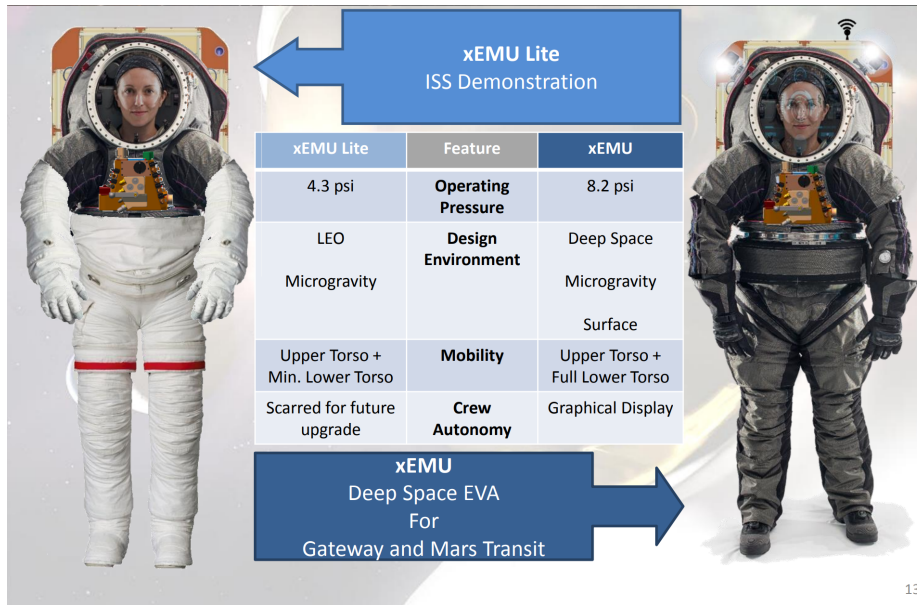 xEMU Lite
ISS Demonstration
xEMU Lite Feature xEMU
4.3 psi Operating Pressure 8.2 psi
LEO
Microgravity
Design
Environment
Deep Space
Microgravity
Surface
Upper Torso +
Min. Lower Torso
Mobility
Upper Torso +
Full Lower Torso
Scarred for future
upgrade
Crew
Autonomy
Graphical Display
xEMU
Deep Space EVA
For
Gateway and Mars Transit
13